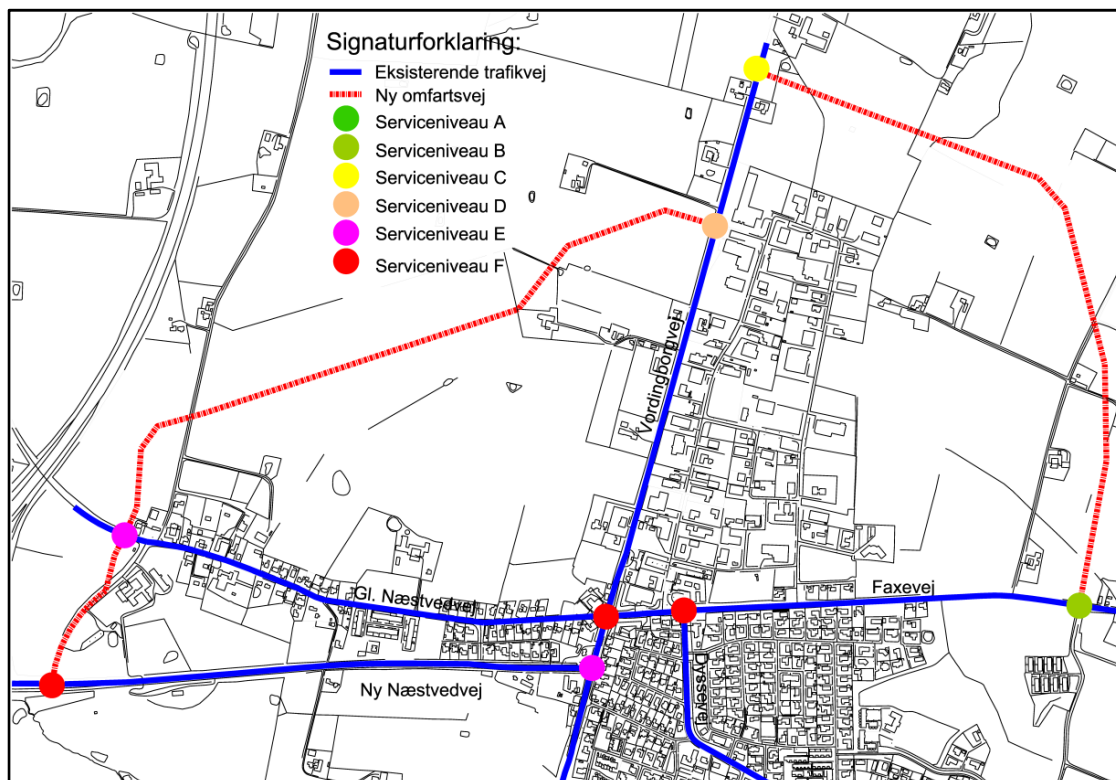 Signaturforklaring:
Eksisterende trafikvej
Ny omfartsvej
Serviceniveau A
Serviceniveau B
Serviceniveau C
Serviceniveau D
Serviceniveau E
Serviceniveau F
Vordingborgvej
Gl. Næstvedvej
Faxevej
Ny Næstvedvej
Dyssevej